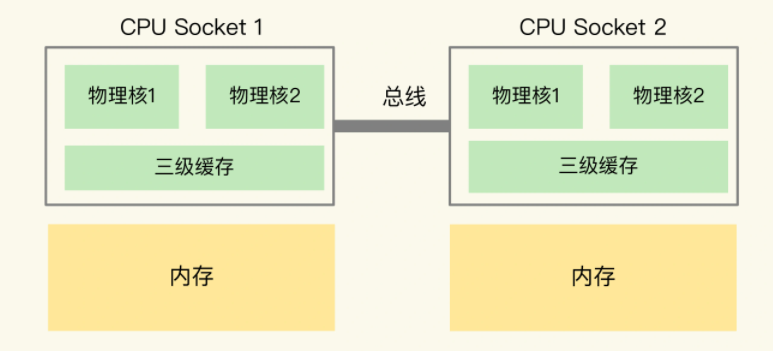 CPU Socket 1
CPU Socket 2
物理核1
物理核2
总线
物理核1
物理核2
三级缓存
三级缓存
内存
内存